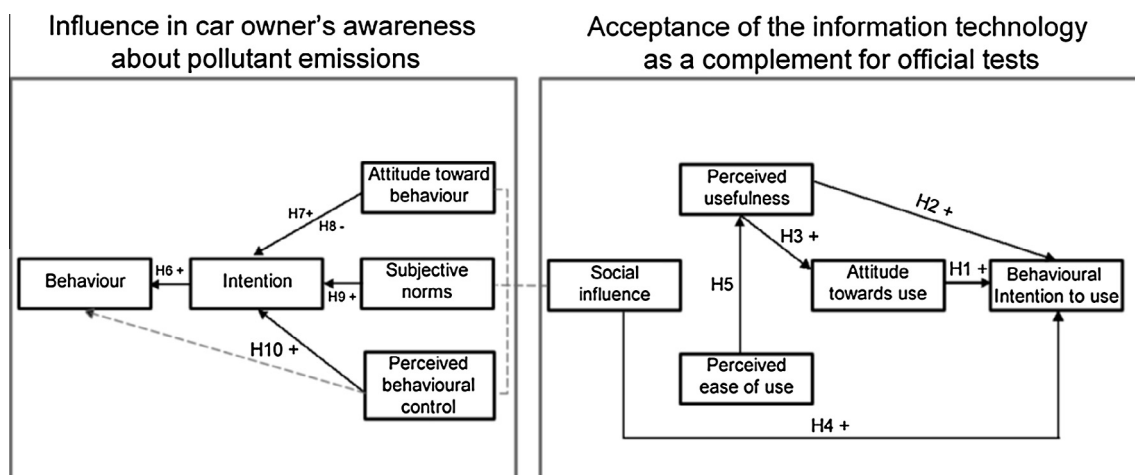 Influence in car owner's awareness
about pollutant emissions
Attitude toward
behaviour
H7+
H8 -
Behaviour
H6 +
Intention
H9 +
Subjective
norms
H10 +
Perceived
behavioural
control
Acceptance of the information technology
as a complement for official tests
Perceived
usefulness
H2 +
H3 +
Social
influence
H5
Attitude
towards use
H1 +
Behavioural
Intention to use
Perceived
ease of use
H4 +